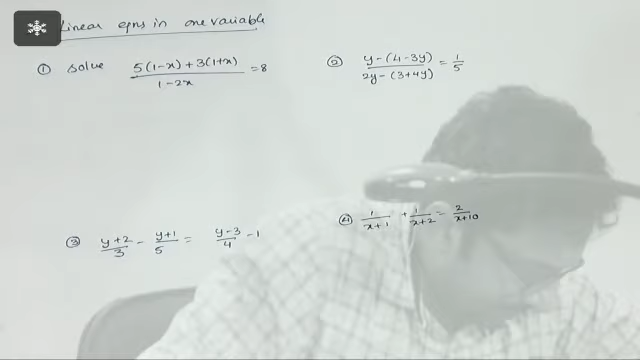 Linear eqns in one variable
① solve 5(1-x)+3(1+x)/1-2x =8
② y-(4-3y)/2y-(3+4y) = 1/5
③ y+2/3 - y+1/5 = y-3/4 -1
④ 1/x+1 + 1/x+2 = 2/x+10